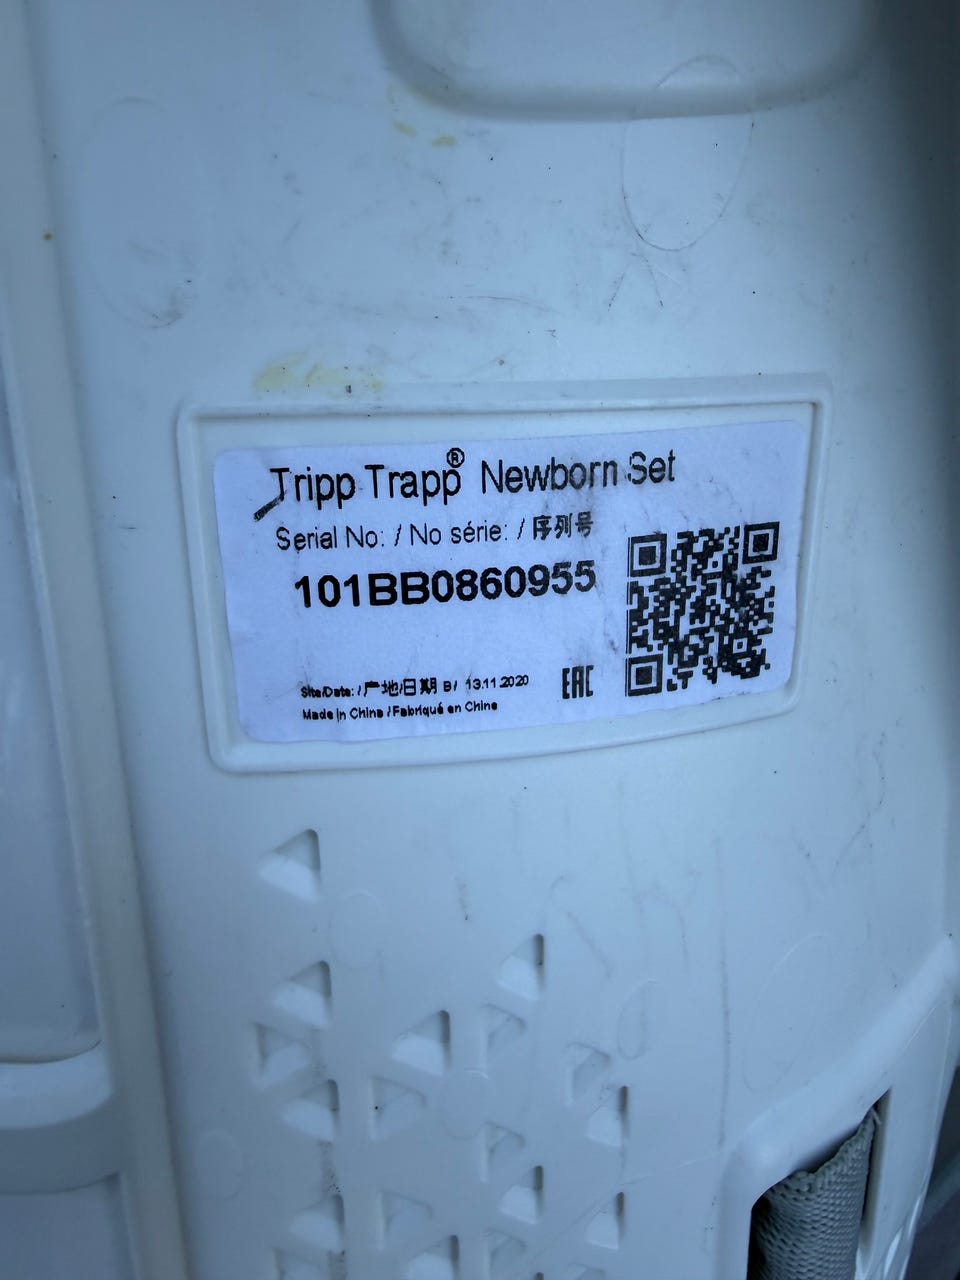 Tripp Trapp® Newborn Set
Serial No: / No série: / 序列号
101BB0860955
Site/Date: / 产地/日期 B/ 13.11.2020
Made in China / Fabriqué en Chine
EAC